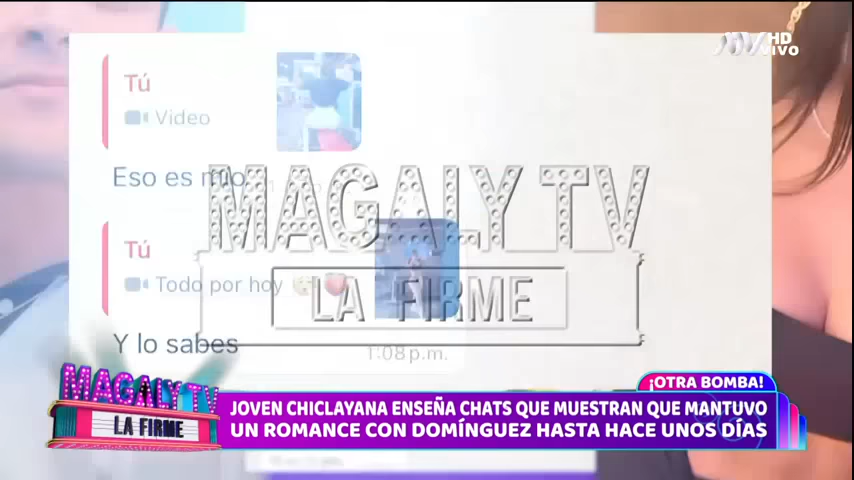 ATV HD
VIVO
Tú
Video
Eso es mío
MAGALY TV
LA FIRME
Tú
Todo por hoy 😴 🍑
Y lo sabes
1:08 p.m.
¡OTRA BOMBA!
MAGALY TV
LA FIRME
JOVEN CHICLAYANA ENSEÑA CHATS QUE MUESTRAN QUE MANTUVO
UN ROMANCE CON DOMÍNGUEZ HASTA HACE UNOS DÍAS